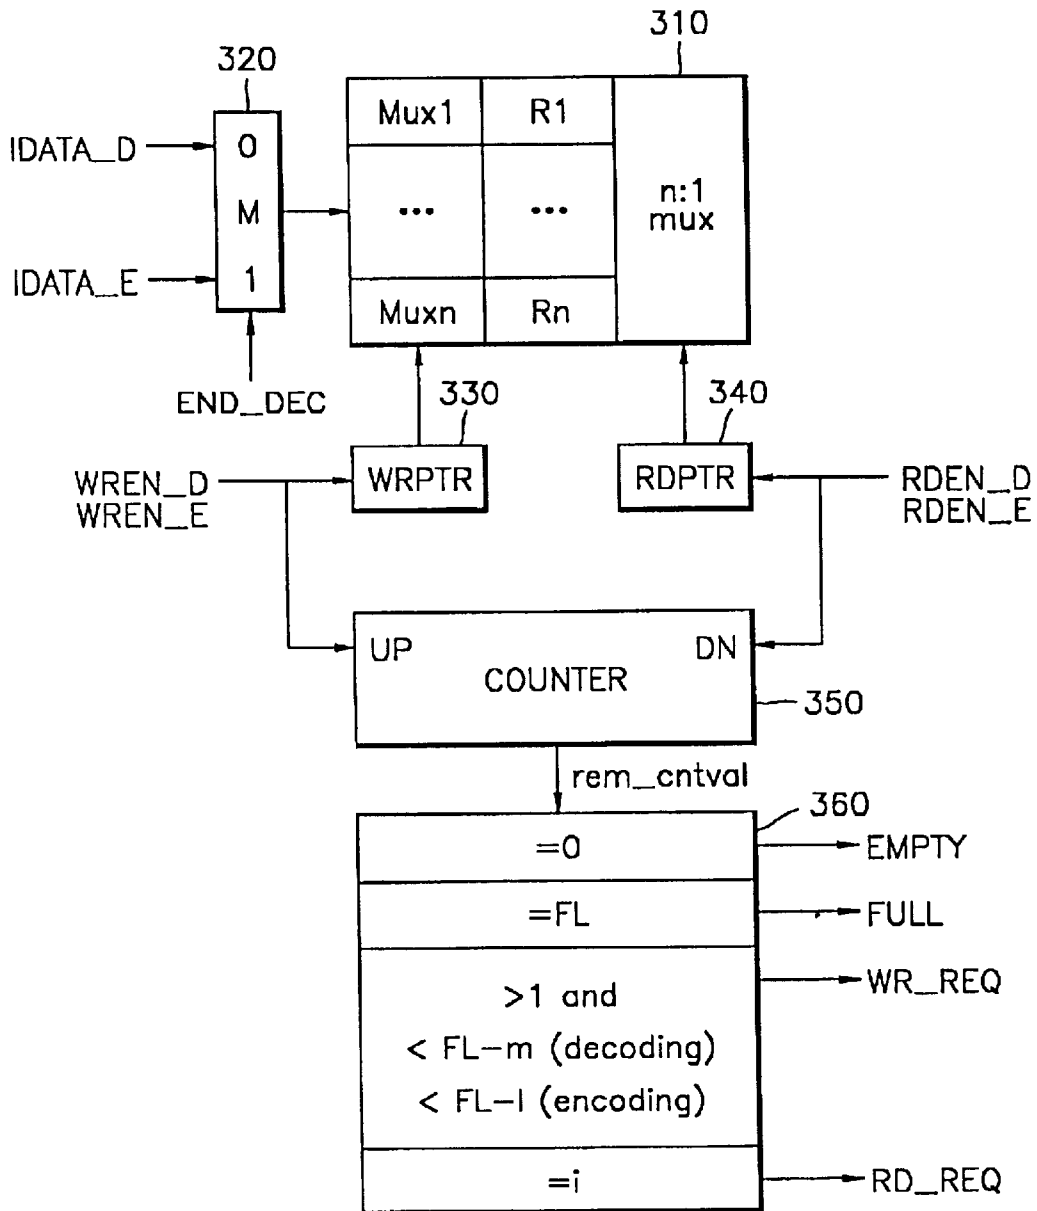 310
320
Mux1 R1
IDATA_D 0
n:1
M ... ... mux
IDATA_E 1
Muxn Rn
END_DEC 330 340
WREN_D WRPTR RDPTR RDEN_D
WREN_E RDEN_E
UP DN
COUNTER
350
rem_cntval
360
=0 EMPTY
=FL FULL
WR_REQ
>1 and
< FL-m (decoding)
< FL-l (encoding)
=i RD_REQ